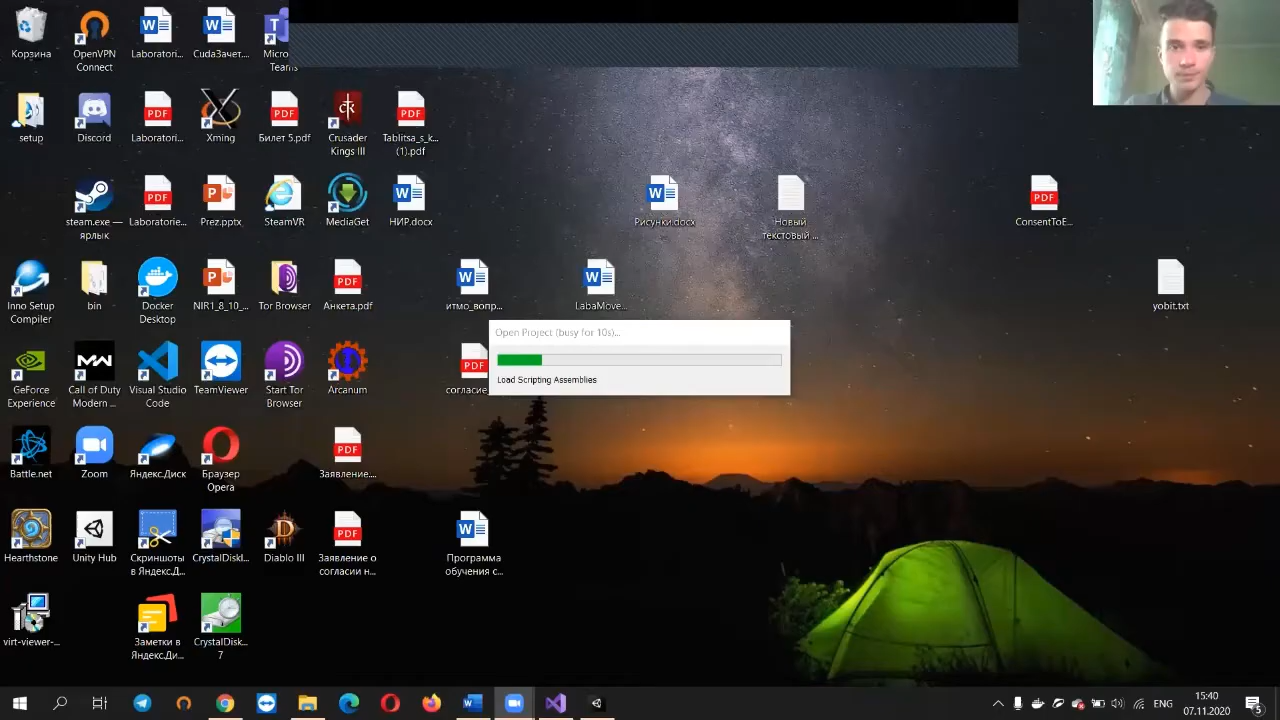 Корзина
OpenVPN
Connect
Laboratori...
CudaЗачет...
Micro
Teams
setup
Discord
Laboratori...
Xming
Билет 5.pdf
Crusader
Kings III
Tablitsa_s_k...
(1).pdf
steam.exe —
ярлык
Laboratorie...
Prez.pptx
SteamVR
MediaGet
НИР.docx
Рисунки.docx
Новый
текстовый ...
ConsentToE...
Inno Setup
Compiler
bin
Docker
Desktop
NIR1_8_10_...
Tor Browser
Анкета.pdf
итмо_вопр...
LabaMove...
yobit.txt
Open Project (busy for 10s)...
Load Scripting Assemblies
GeForce
Experience
Call of Duty
Modern ...
Visual Studio
Code
TeamViewer
Start Tor
Browser
Arcanum
согласие
Battle.net
Zoom
Яндекс.Диск
Браузер
Opera
Заявление...
Hearthstone
Unity Hub
Скриншоты
в Яндекс.Д...
CrystalDiskI...
Diablo III
Заявление о
согласии н...
Программа
обучения с...
virt-viewer-...
Заметки в
Яндекс.Ди...
CrystalDisk...
7
ENG
15:40
07.11.2020
5